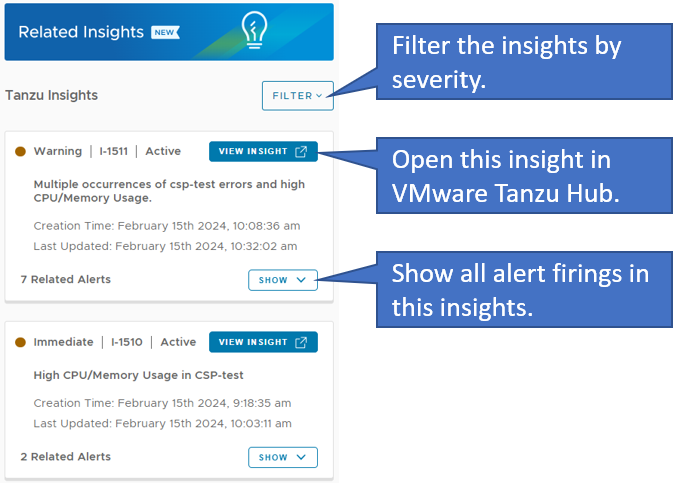 Related Insights NEW
Tanzu Insights
FILTER
Warning | I-1511 | Active
VIEW INSIGHT
Multiple occurrences of csp-test errors and high
CPU/Memory Usage.
Creation Time: February 15th 2024, 10:08:36 am
Last Updated: February 15th 2024, 10:32:02 am
7 Related Alerts
SHOW
Immediate | I-1510 | Active
VIEW INSIGHT
High CPU/Memory Usage in CSP-test
Creation Time: February 15th 2024, 9:18:35 am
Last Updated: February 15th 2024, 10:03:11 am
2 Related Alerts
SHOW
Filter the insights by
severity.
Open this insight in
VMware Tanzu Hub.
Show all alert firings in
this insights.